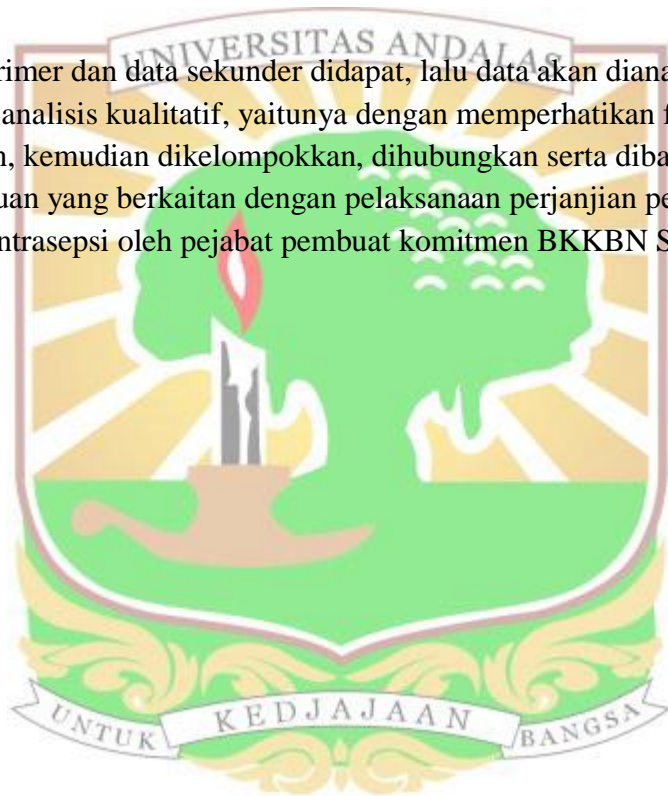 UNIVERSITAS ANDALAS
rimer dan data sekunder didapat, lalu data akan diana
analisis kualitatif, yaitunya dengan memperhatikan f
n, kemudian dikelompokkan, dihubungkan serta diba
uan yang berkaitan dengan pelaksanaan perjanjian pe
ntrasepsi oleh pejabat pembuat komitmen BKKBN S
UNTUK KEDJAJAAN BANGSA